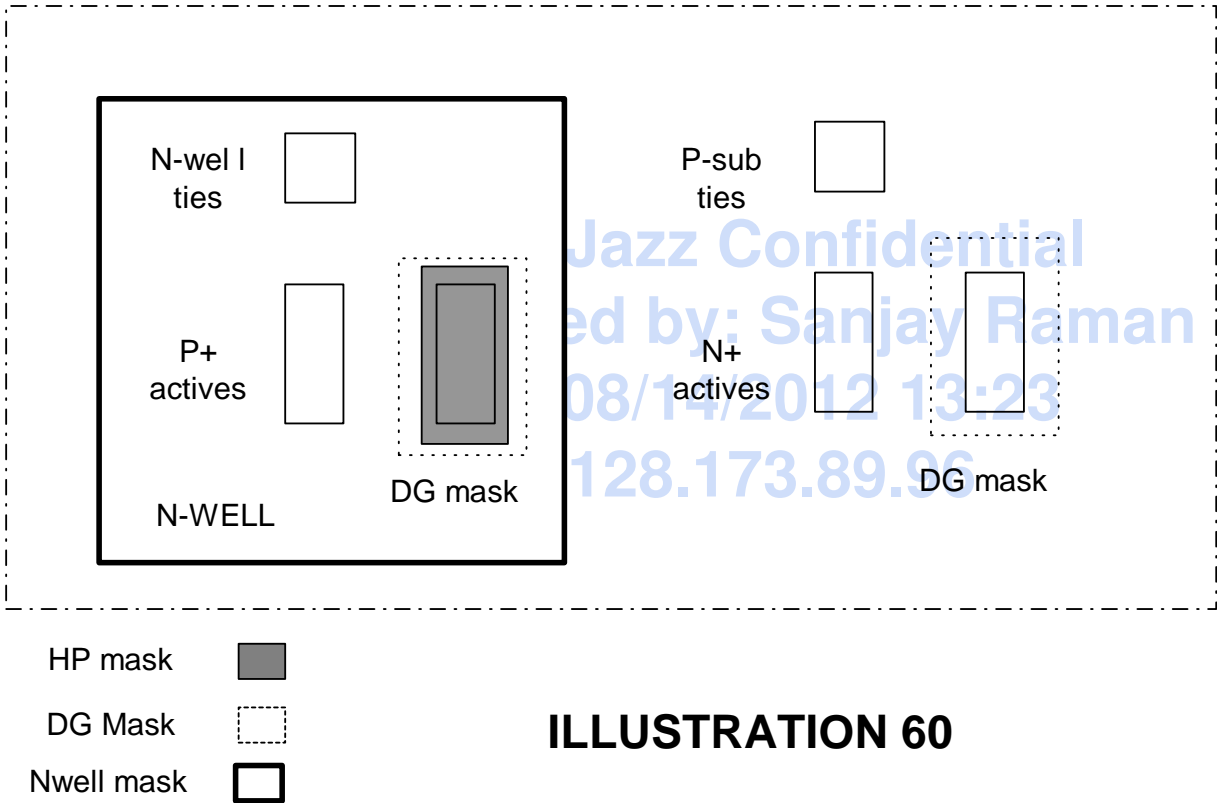 N-wel l
ties
P-sub
ties
Jazz Confidential
ed by: Sanjay Raman
P+
actives
N+
actives
08/14/2012 13:23
128.173.89.96
DG mask
DG mask
N-WELL
HP mask
DG Mask
Nwell mask
ILLUSTRATION 60